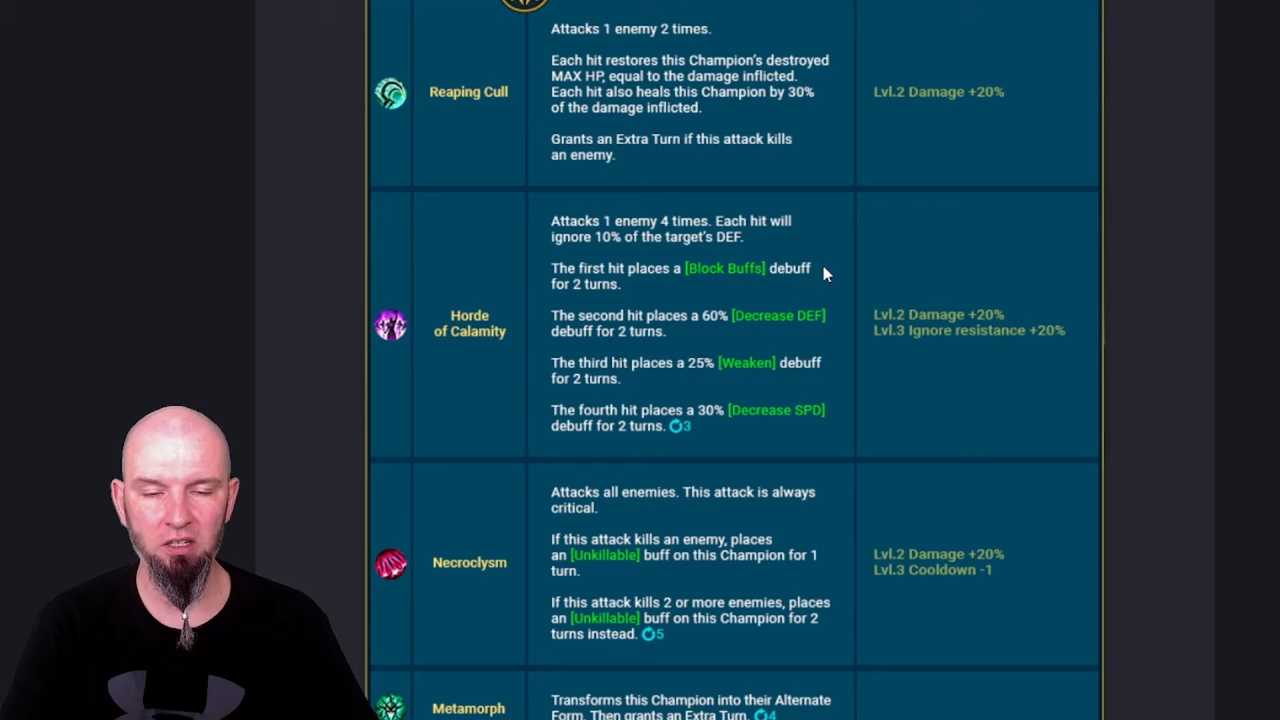 Attacks 1 enemy 2 times.
Each hit restores this Champion's destroyed
MAX HP, equal to the damage inflicted.
Each hit also heals this Champion by 30%
of the damage inflicted.
Grants an Extra Turn if this attack kills
an enemy.
Reaping Cull
Lvl.2 Damage +20%
Attacks 1 enemy 4 times. Each hit will
ignore 10% of the target's DEF.
The first hit places a [Block Buffs] debuff
for 2 turns.
The second hit places a 60% [Decrease DEF]
debuff for 2 turns.
The third hit places a 25% [Weaken] debuff
for 2 turns.
The fourth hit places a 30% [Decrease SPD]
debuff for 2 turns. 3
Horde
of Calamity
Lvl.2 Damage +20%
Lvl.3 Ignore resistance +20%
Attacks all enemies. This attack is always
critical.
If this attack kills an enemy, places
an [Unkillable] buff on this Champion for 1
turn.
If this attack kills 2 or more enemies, places
an [Unkillable] buff on this Champion for 2
turns instead. 5
Necroclysm
Lvl.2 Damage +20%
Lvl.3 Cooldown -1
Metamorph
Transforms this Champion into their Alternate
Form. Then grants an Extra Turn. 4